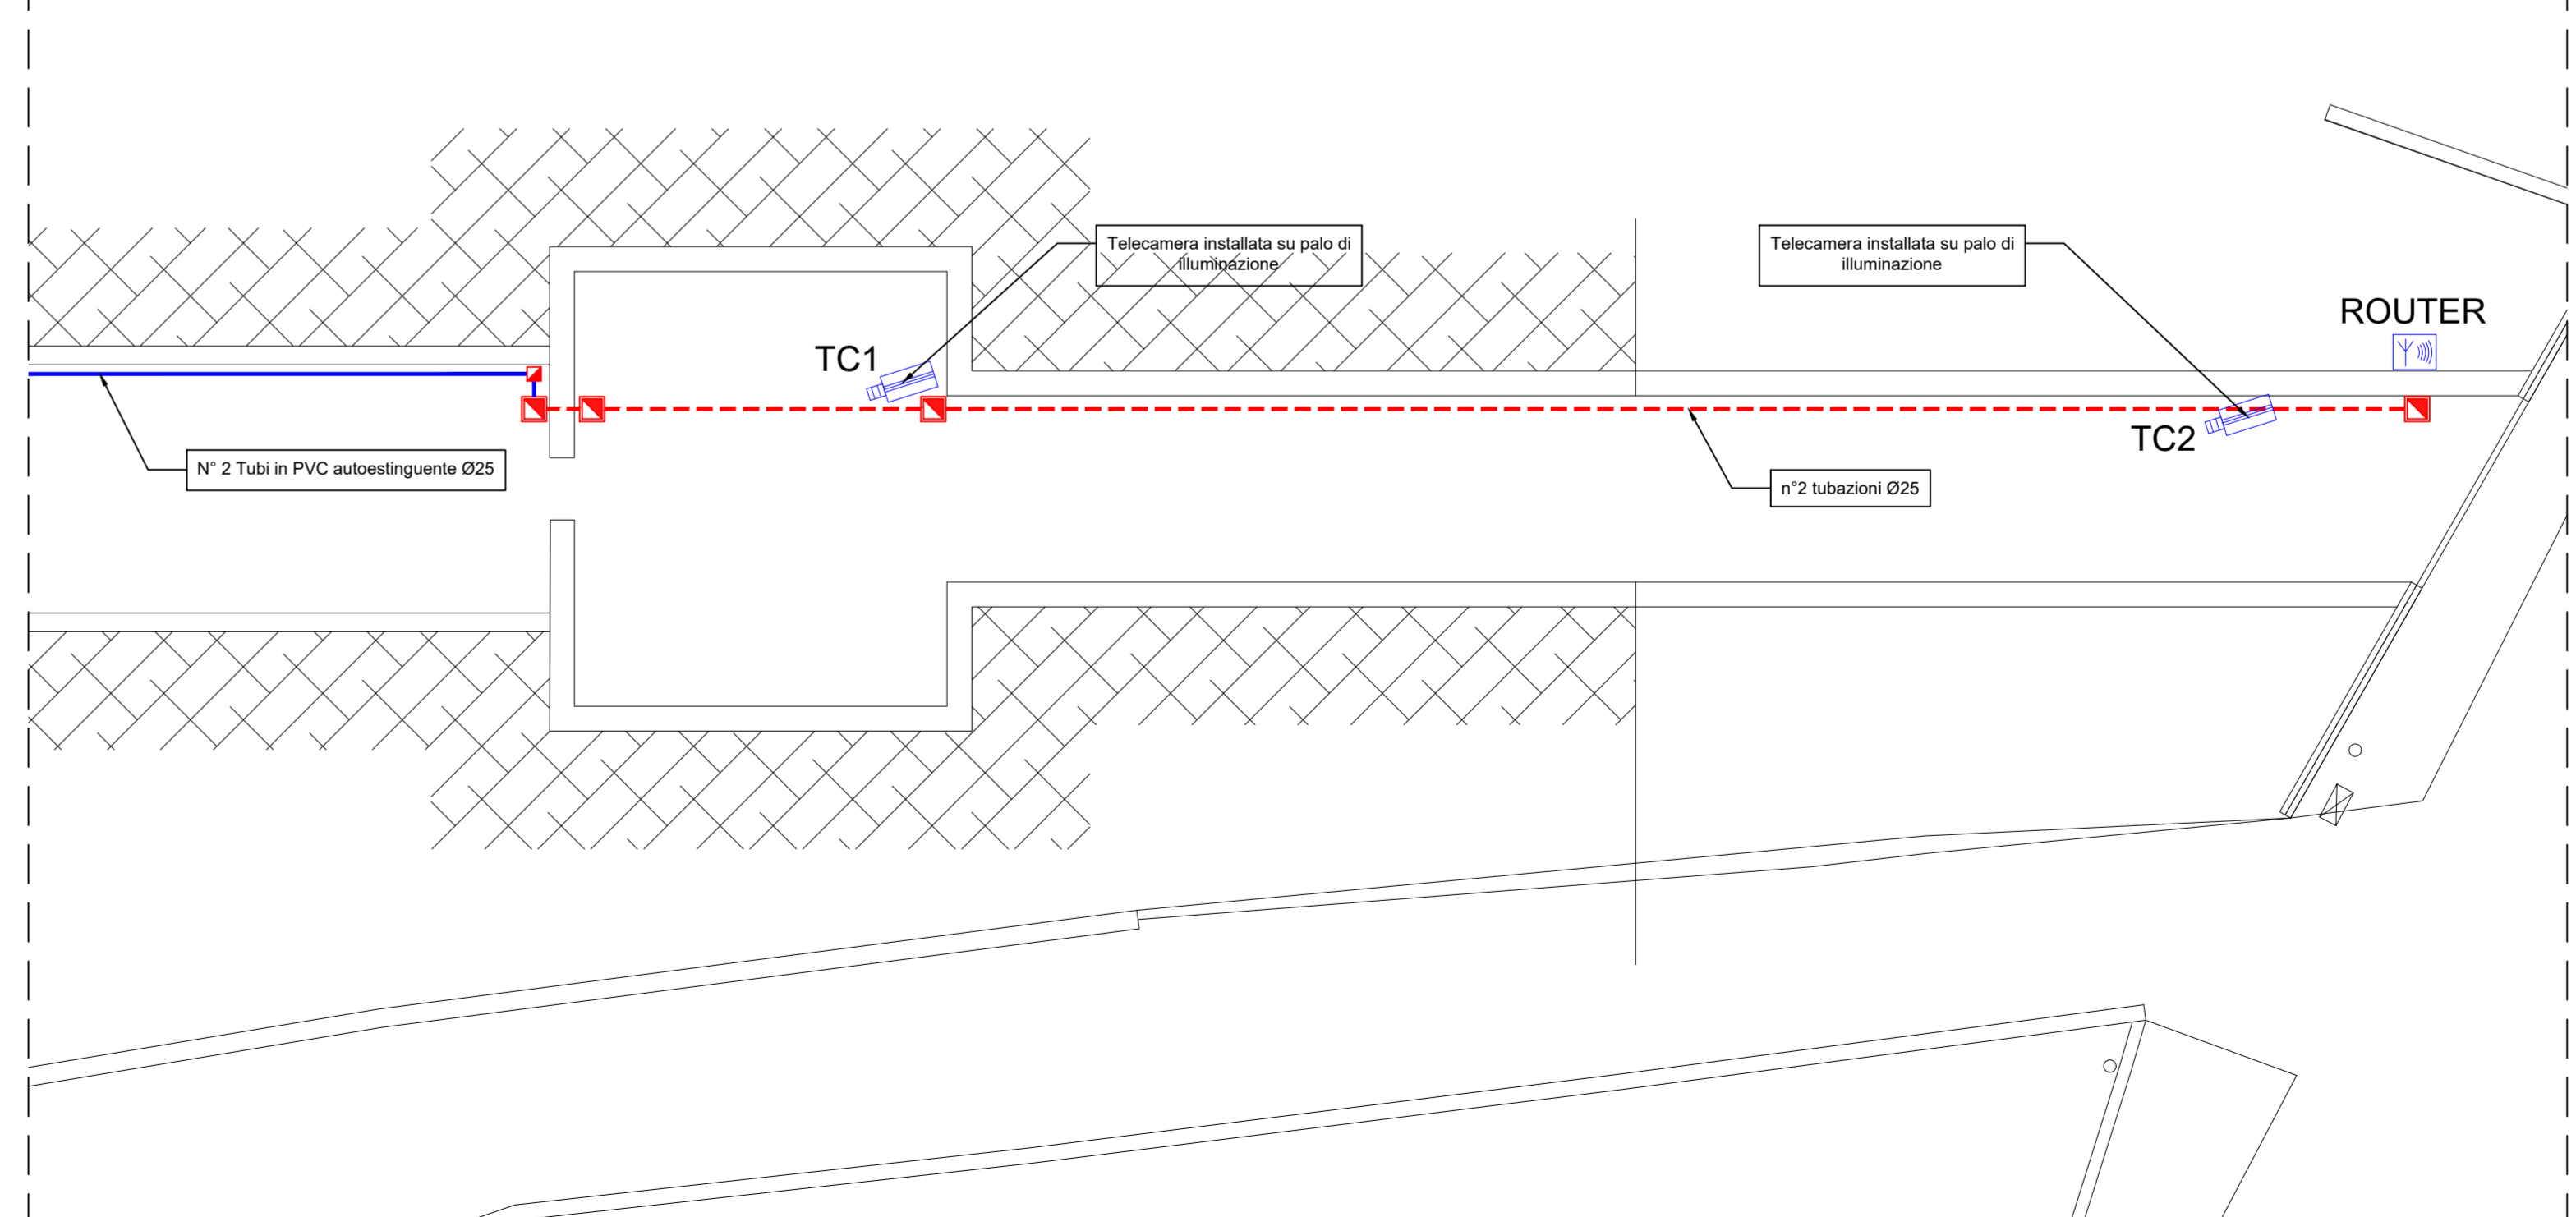 Telecamera installata su palo di
illuminazione
Telecamera installata su palo di
illuminazione
ROUTER
TC1
TC2
N° 2 Tubi in PVC autoestinguente Ø25
n°2 tubazioni Ø25